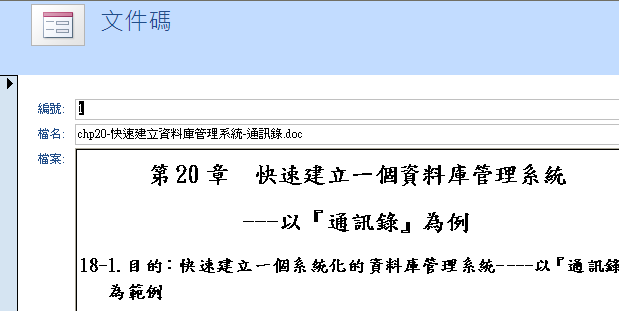 文件碼
編號: 1
檔名: chp20-快速建立資料庫管理系統-通訊錄.doc
檔案:
第20章 快速建立一個資料庫管理系統
---以『通訊錄』為例
18-1.目的:快速建立一個系統化的資料庫管理系統----以『通訊錄
為範例